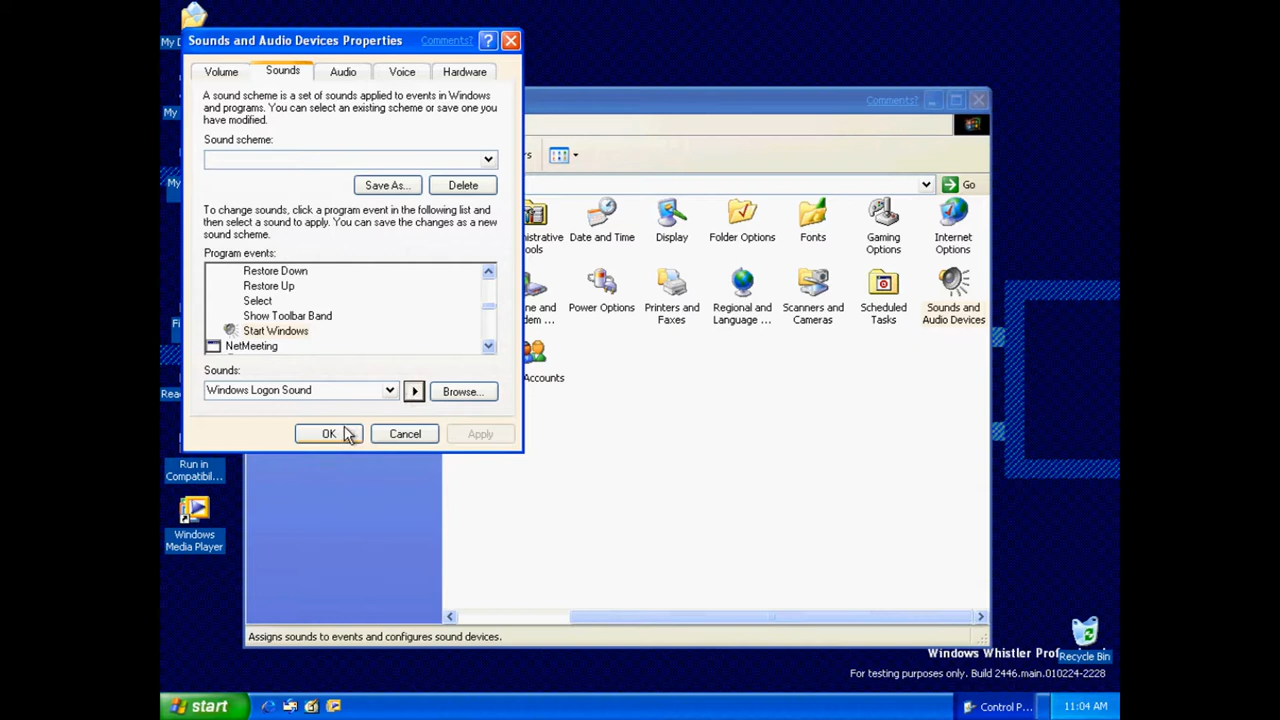 My D
Sounds and Audio Devices Properties
Comments?
Volume
Sounds
Audio
Voice
Hardware
A sound scheme is a set of sounds applied to events in Windows
and programs. You can select an existing scheme or save one you
have modified.
Sound scheme:
Save As...
Delete
To change sounds, click a program event in the following list and
then select a sound to apply. You can save the changes as a new
sound scheme.
Program events:
Restore Down
Restore Up
Select
Show Toolbar Band
Start Windows
NetMeeting
Sounds:
Windows Logon Sound
Browse...
OK
Cancel
Apply
My
My
Fi
Rea
Run in
Compatibil...
Windows
Media Player
Comments?
rs
Go
istrative
ools
Date and Time
Display
Folder Options
Fonts
Gaming
Options
Internet
Options
ne and
dem ...
Power Options
Printers and
Faxes
Regional and
Language ...
Scanners and
Cameras
Scheduled
Tasks
Sounds and
Audio Devices
Accounts
Assigns sounds to events and configures sound devices.
Windows Whistler Prof
Recycle Bin
For testing purposes only. Build 2446.main.010224-2228
start
Control P...
11:04 AM